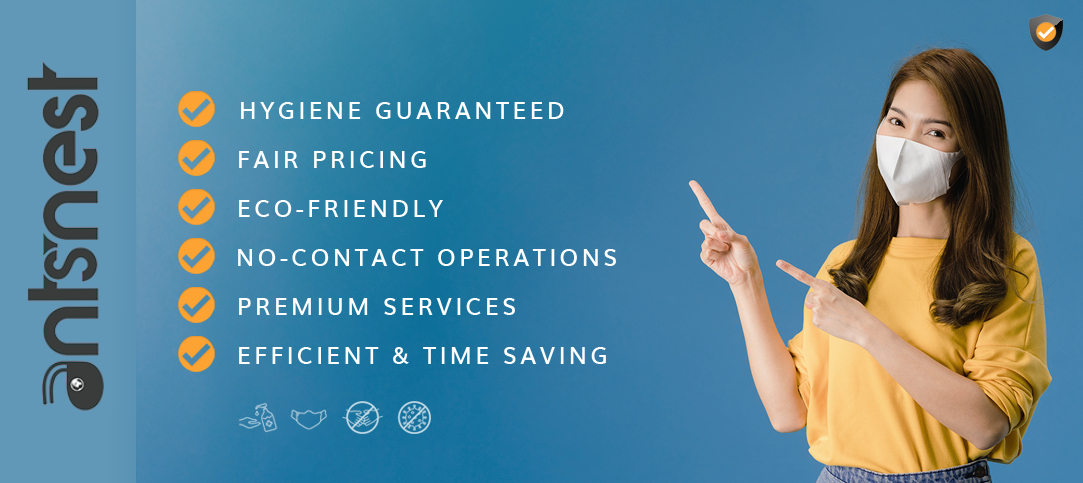 antsnest
HYGIENE GUARANTEED
FAIR PRICING
ECO-FRIENDLY
NO-CONTACT OPERATIONS
PREMIUM SERVICES
EFFICIENT & TIME SAVING